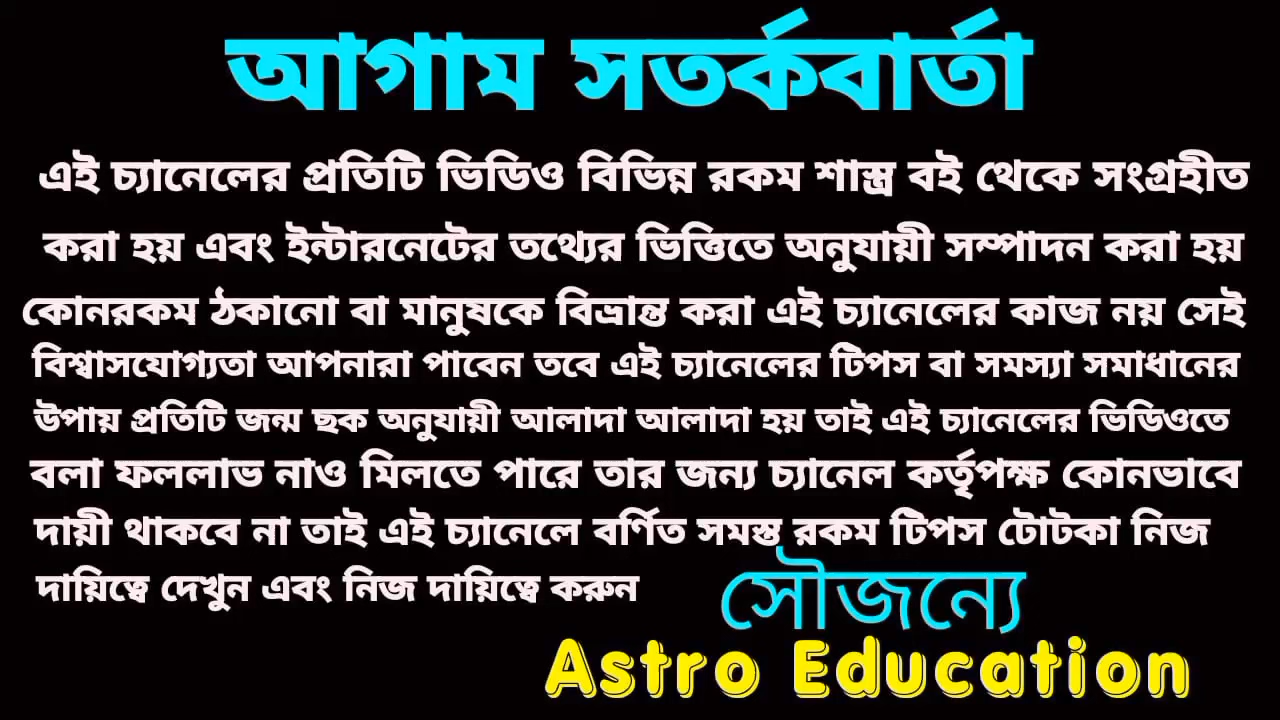 আগাম সতর্কবার্তা
এই চ্যানেলের প্রতিটি ভিডিও বিভিন্ন রকম শাস্ত্র বই থেকে সংগ্রহীত
করা হয় এবং ইন্টারনেটের তথ্যের ভিত্তিতে অনুযায়ী সম্পাদন করা হয়
কোনরকম ঠকানো বা মানুষকে বিভ্রান্ত করা এই চ্যানেলের কাজ নয় সেই
বিশ্বাসযোগ্যতা আপনারা পাবেন তবে এই চ্যানেলের টিপস বা সমস্যা সমাধানের
উপায় প্রতিটি জন্ম ছক অনুযায়ী আলাদা আলাদা হয় তাই এই চ্যানেলের ভিডিওতে
বলা ফললাভ নাও মিলতে পারে তার জন্য চ্যানেল কর্তৃপক্ষ কোনভাবে
দায়ী থাকবে না তাই এই চ্যানেলে বর্ণিত সমস্ত রকম টিপস টোটকা নিজ
দায়িত্বে দেখুন এবং নিজ দায়িত্বে করুন
সৌজন্যে
Astro Education